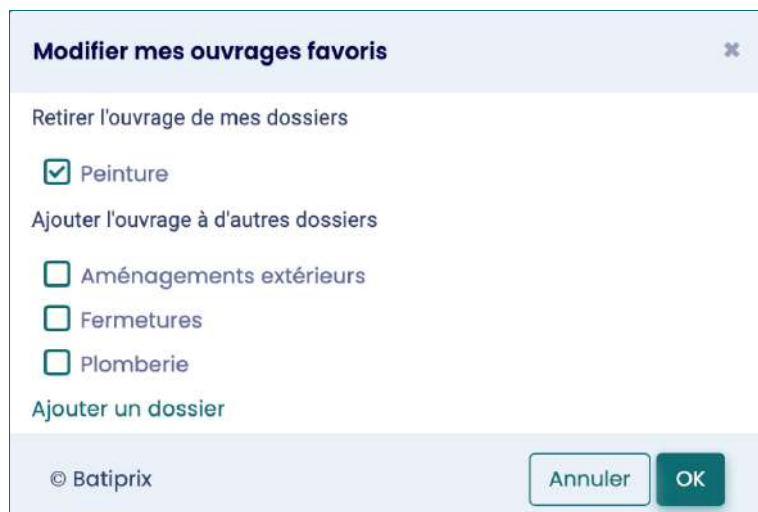 Modifier mes ouvrages favoris
Retirer l'ouvrage de mes dossiers
Peinture
Ajouter l'ouvrage à d'autres dossiers
Aménagements extérieurs
Fermetures
Plomberie
Ajouter un dossier
© Batiprix
Annuler
OK